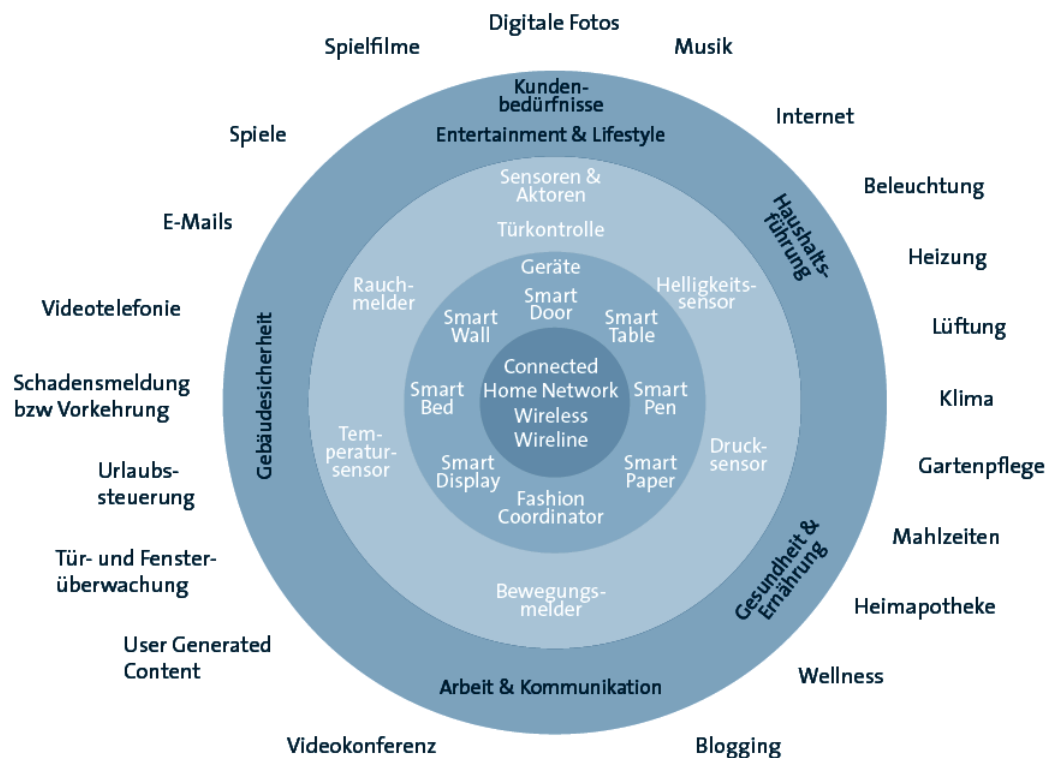 Digitale Fotos
Spielfilme
Musik
Internet
Spiele
Beleuchtung
E-Mails
Heizung
Videotelefonie
Lüftung
Schadensmeldung
bzw Vorkehrung
Klima
Urlaubs-
steuerung
Gartenpflege
Tür- und Fenster-
überwachung
Mahlzeiten
Heimapotheke
User Generated
Content
Wellness
Videokonferenz
Blogging
Kunden-
bedürfnisse
Entertainment & Lifestyle
Haushalts-
führung
Gesundheit &
Ernährung
Arbeit & Kommunikation
Gebäudesicherheit
Sensoren &
Aktoren
Türkontrolle
Helligkeits-
sensor
Druck-
sensor
Bewegungs-
melder
Tem-
peratur-
sensor
Rauch-
melder
Geräte
Smart
Door
Smart
Table
Smart
Pen
Smart
Paper
Fashion
Coordinator
Smart
Display
Smart
Bed
Smart
Wall
Connected
Home Network
Wireless
Wireline